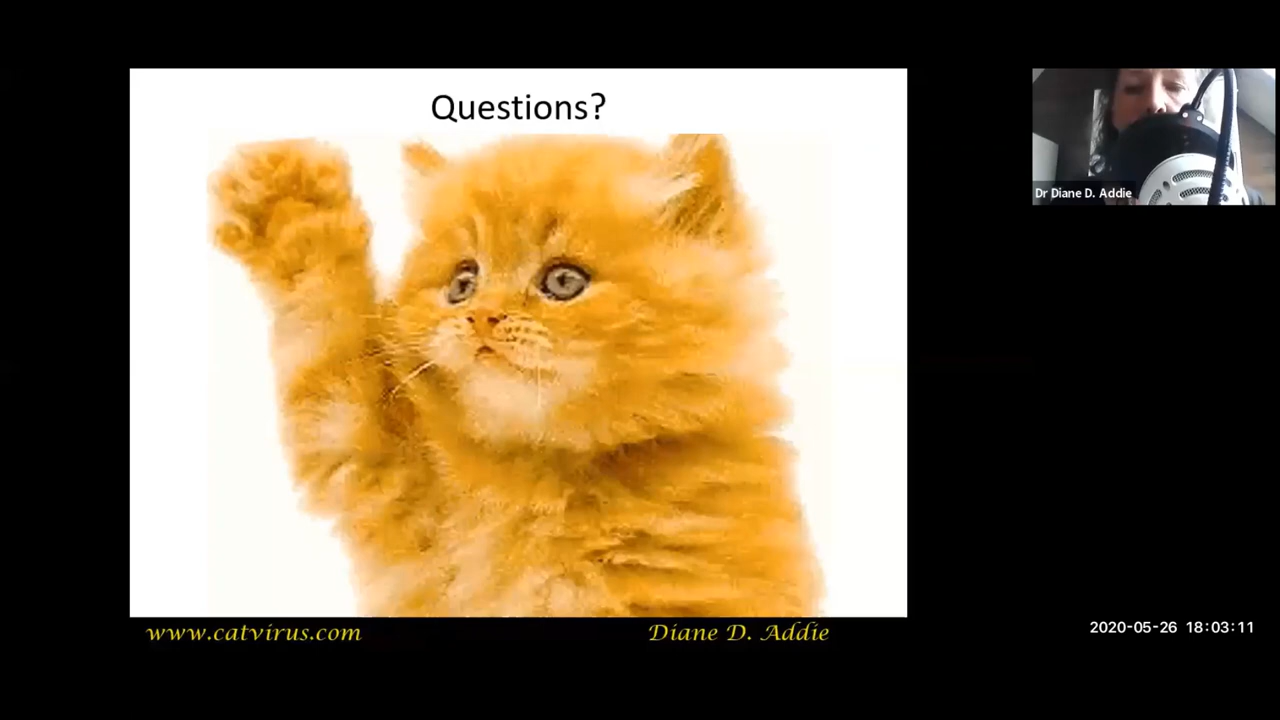 Questions?
Dr Diane D. Addie
www.catvirus.com
Diane D. Addie
2020-05-26 18:03:11